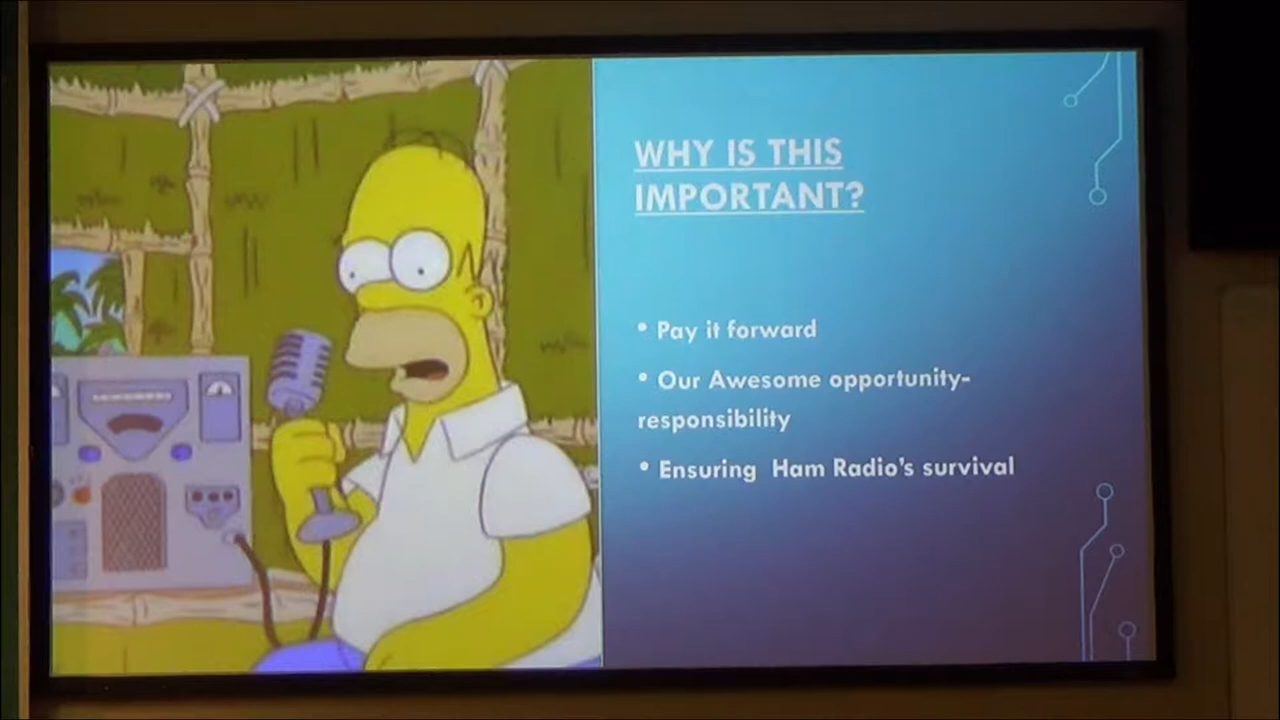 WHY IS THIS
IMPORTANT?
• Pay it forward
• Our Awesome opportunity-
responsibility
• Ensuring Ham Radio's survival